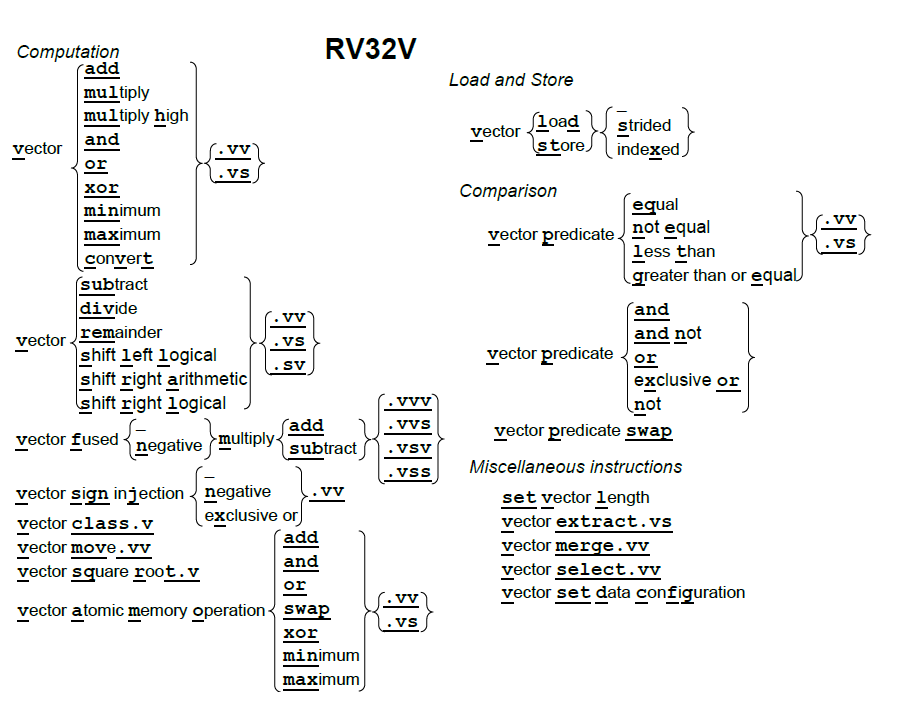 RV32V
Computation
vector
add
multiply
multiply high
and
or
xor
minimum
maximum
convert
.vv
.vs
vector
subtract
divide
remainder
shift left logical
shift right arithmetic
shift right logical
.vv
.vs
.sv
vector fused
–
negative
multiply
add
subtract
.vvv
.vvs
.vsv
.vss
vector sign injection
–
negative
exclusive or
.vv
vector class.v
vector move.vv
vector square root.v
vector atomic memory operation
add
and
or
swap
xor
minimum
maximum
.vv
.vs
Load and Store
vector
load
store
–
strided
indexed
Comparison
vector predicate
equal
not equal
less than
greater than or equal
.vv
.vs
vector predicate
and
and not
or
exclusive or
not
vector predicate swap
Miscellaneous instructions
set vector length
vector extract.vs
vector merge.vv
vector select.vv
vector set data configuration